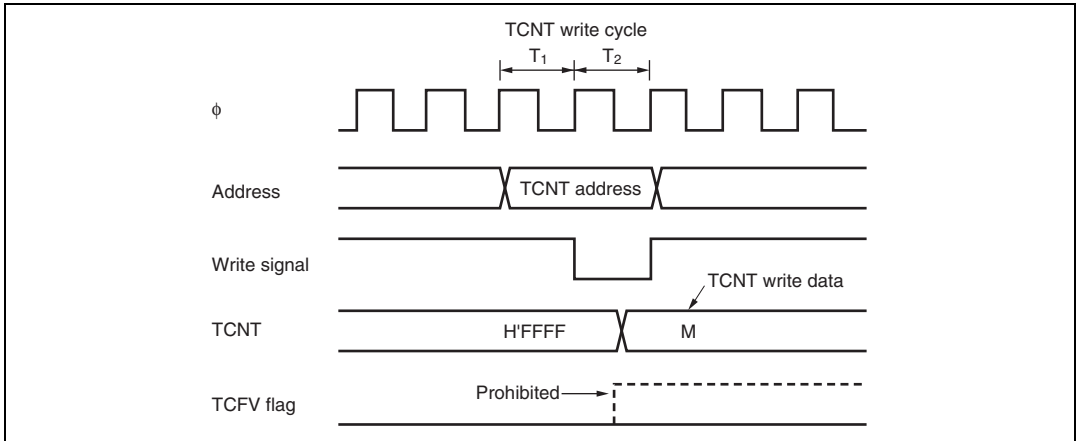 TCNT write cycle
T1 T2
ϕ
Address
TCNT address
Write signal
TCNT write data
TCNT
H'FFFF
M
Prohibited
TCFV flag